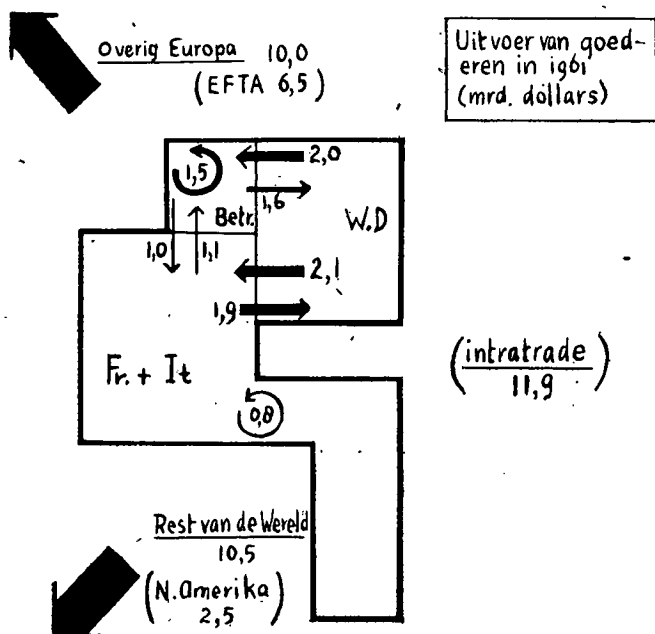 Overig Europa 10,0
(EFTA 6,5)
Uitvoer van goed-
eren in 1961
(mrd. dollars)
2,0
1,5
1,6
Betr.
W.D
1,0
1,1
2,1
1,9
Fr. + It
(intratrade
11,9)
0,8
Rest van de Wereld
10,5
(N. Amerika
2,5)